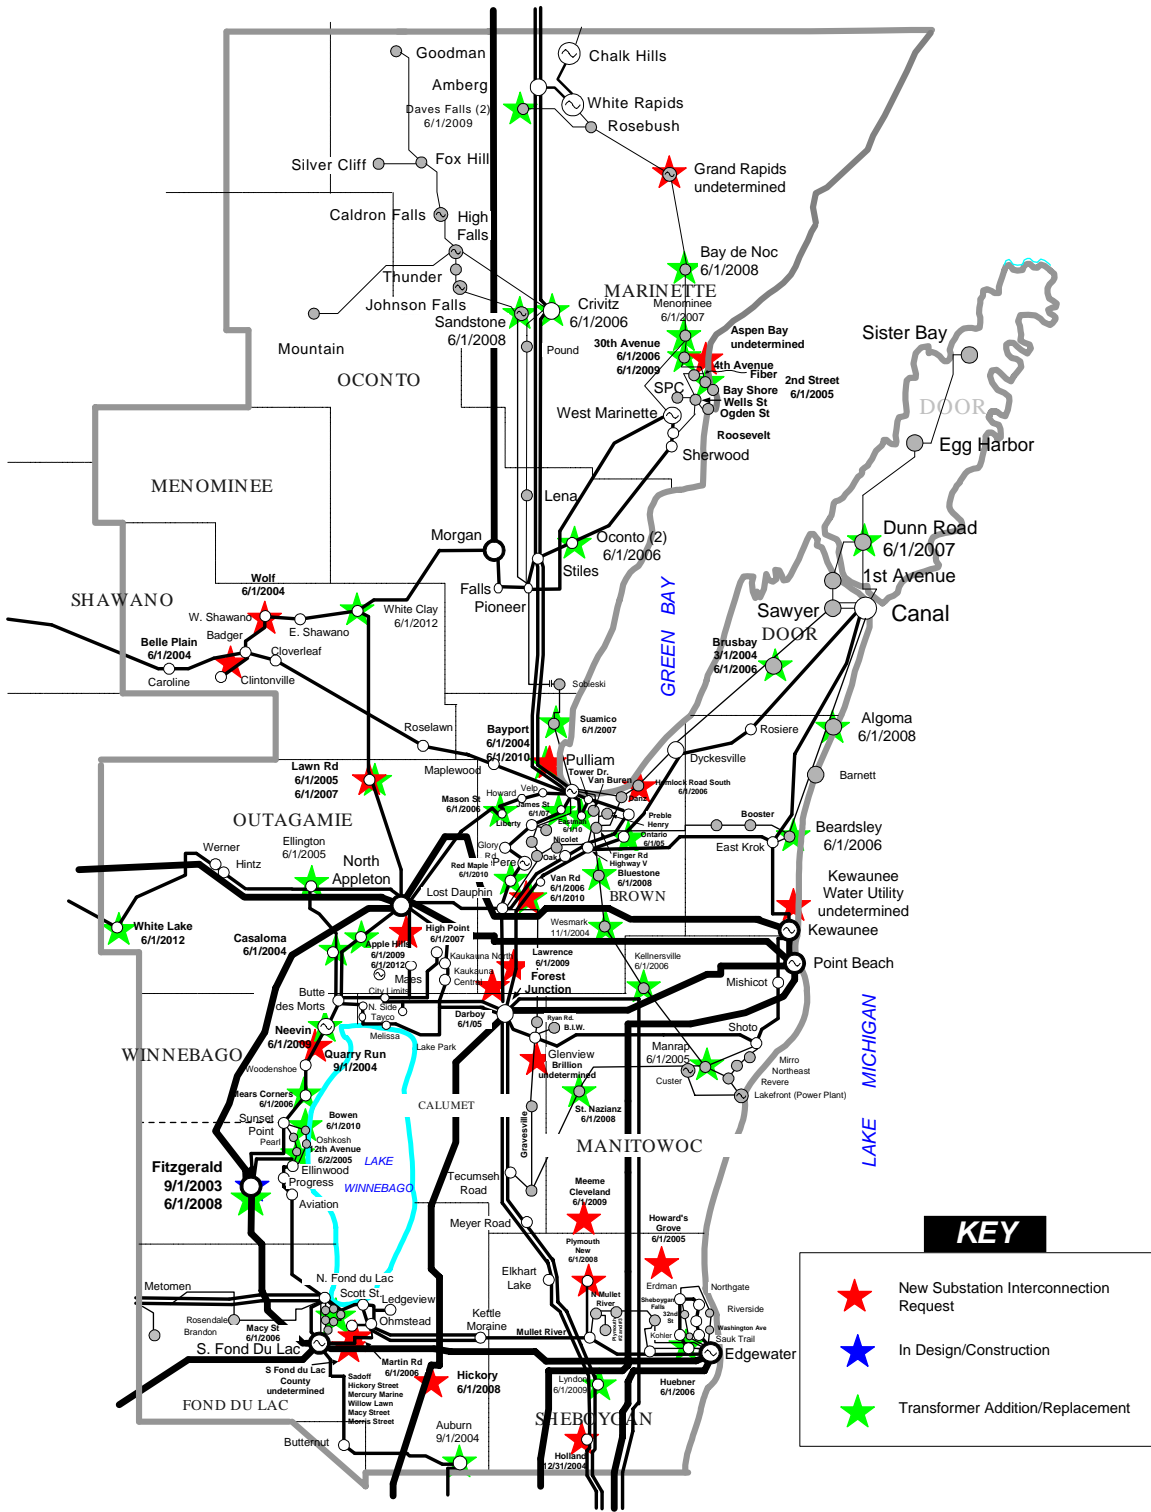 Goodman
Chalk Hills
Amberg
White Rapids
Daves Falls (2)
6/1/2009
Rosebush
Silver Cliff
Fox Hill
Grand Rapids
undetermined
Caldron Falls
High
Falls
Bay de Noc
6/1/2008
Thunder
MARINETTE
Johnson Falls
Crivitz
6/1/2006
Menominee
6/1/2007
Sandstone
6/1/2008
Mountain
Pound
30th Avenue
6/1/2006
6/1/2009
Aspen Bay
undetermined
4th Avenue
Fiber
Sister Bay
OCONTO
SPC
Bay Shore
Wells St
Ogden St
2nd Street
6/1/2005
DOOR
West Marinette
Roosevelt
Sherwood
Egg Harbor
MENOMINEE
Lena
Morgan
Oconto (2)
6/1/2006
Dunn Road
6/1/2007
Stiles
1st Avenue
Falls
Pioneer
GREEN BAY
Wolf
6/1/2004
SHAWANO
W. Shawano
White Clay
6/1/2012
Sawyer
Canal
DOOR
Badger
E. Shawano
Belle Plain
6/1/2004
Cloverleaf
Brusbay
3/1/2004
6/1/2006
Caroline
Clintonville
Sobieski
Suamico
6/1/2007
Algoma
6/1/2008
Roselawn
Bayport
6/1/2004
6/1/2010
Rosiere
Pulliam
Dyckesville
Lawn Rd
6/1/2005
6/1/2007
Maplewood
Tower Dr.
Van Buren
Barnett
Hemlock Road South
6/1/2006
Danz
Howard
Velp
Mason St
6/1/2006
James St
6/1/07
Liberty
Eastman
6/1/10
Preble
Henry
Booster
OUTAGAMIE
Ellington
6/1/2005
Nicolet
Ontario
6/1/05
Beardsley
6/1/2006
East Krok
Werner
Hintz
North
Appleton
Glory
Rd
Oak
Pere
Finger Rd
Highway V
Bluestone
6/1/2008
Red Maple
6/1/2010
Van Rd
6/1/2006
6/1/2010
Lost Dauphin
BROWN
Kewaunee
Water Utility
undetermined
White Lake
6/1/2012
Wesmark
11/1/2004
Kewaunee
Casaloma
6/1/2004
High Point
6/1/2007
Apple Hills
6/1/2009
6/1/2012
Kaukauna North
Kaukauna
Central
Lawrence
6/1/2009
Kellnersville
6/1/2006
Point Beach
Maes
Forest
Junction
Mishicot
City Limits
Butte
des Morts
N. Side
Tayco
Darboy
6/1/05
Ryan Rd.
B.I.W.
Melissa
Shoto
LAKE MICHIGAN
WINNEBAGO
Neevin
6/1/2009
Lake Park
Manrap
6/1/2005
Quarry Run
9/1/2004
Glenview
Brillion
undetermined
Mirro
Northeast
Revere
Woodenshoe
Custer
Lakefront (Power Plant)
Mears Corners
6/1/2006
CALUMET
St. Nazianz
6/1/2008
Sunset
Point
Bowen
6/1/2010
Pearl
Oshkosh
12th Avenue
6/2/2005
Gravesville
MANITOWOC
Fitzgerald
9/1/2003
6/1/2008
Ellinwood
LAKE
WINNEBAGO
Progress
Aviation
Tecumseh
Road
Meeme
Cleveland
6/1/2009
Meyer Road
Howard's
Grove
6/1/2005
Plymouth
New
6/1/2008
KEY
New Substation Interconnection
Request
In Design/Construction
Transformer Addition/Replacement
Metomen
N. Fond du Lac
Scott St.
Ledgeview
Elkhart
Lake
Erdman
Northgate
Rosendale
Brandon
Macy St
6/1/2006
Ohmstead
Kettle
Moraine
N Mullet
River
Sheboygan
Falls
32nd
St
Riverside
Washington Ave
Mullet River
Kohler
Sauk Trail
S. Fond Du Lac
Edgewater
S Fond du Lac
County
undetermined
Martin Rd
6/1/2006
Sadoff
Hickory Street
Mercury Marine
Willow Lawn
Macy Street
Morris Street
Hickory
6/1/2008
Lyndon
6/1/2009
Huebner
6/1/2006
FOND DU LAC
SHEBOYGAN
Auburn
9/1/2004
Butternut
Holland
12/31/2004